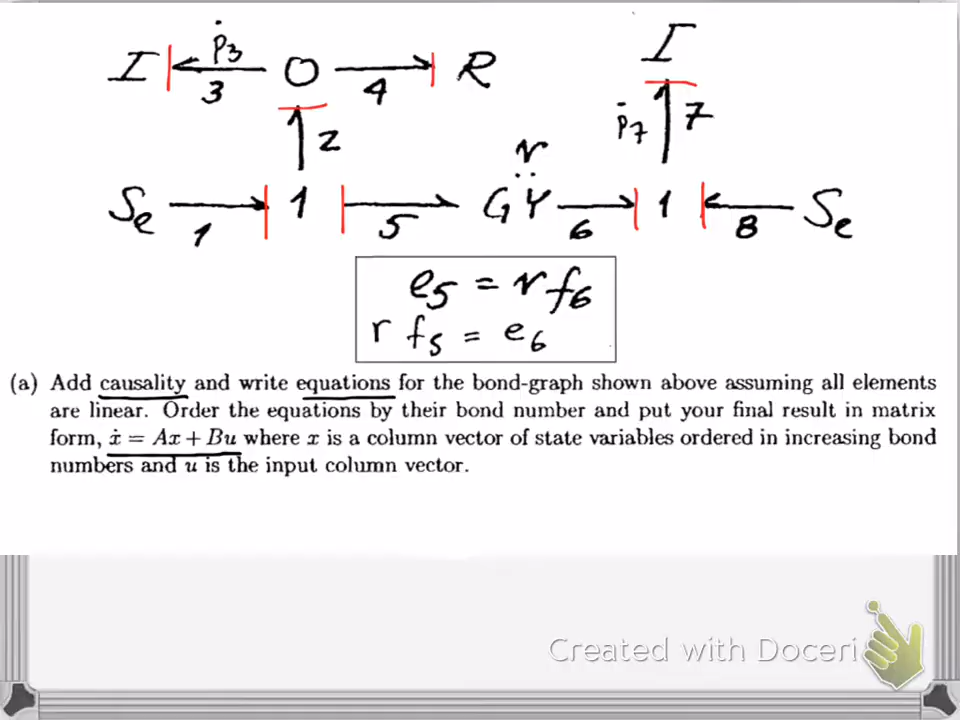 ṗ3 I
I 3 O 4 R
2 ṗ7 7
r
Se 1 1 5 GŸ 6 1 8 Se
e5 = r f6
r f5 = e6
(a) Add causality and write equations for the bond-graph shown above assuming all elements
are linear. Order the equations by their bond number and put your final result in matrix
form, ẋ = Ax + Bu where x is a column vector of state variables ordered in increasing bond
numbers and u is the input column vector.
Created with Doceri